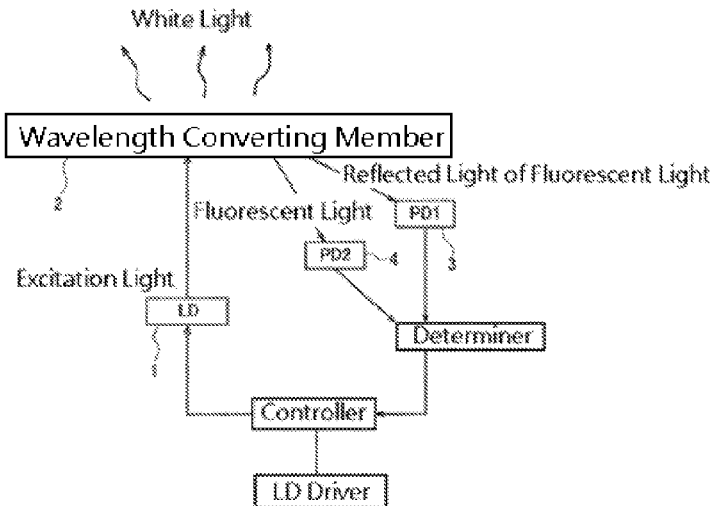 White Light
Wavelength Converting Member
2
Reflected Light of Fluorescent Light
Fluorescent Light
PD1
3
PD2
4
Excitation Light
LD
1
Determiner
Controller
LD Driver